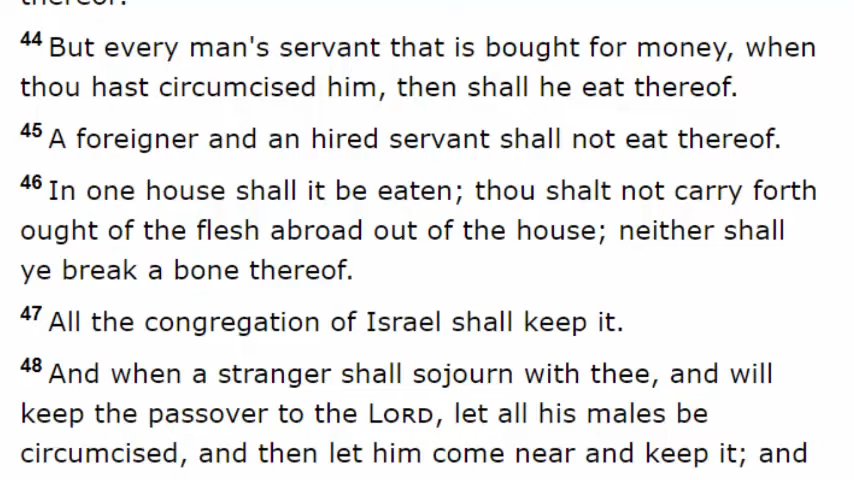 thereof.
44 But every man's servant that is bought for money, when
thou hast circumcised him, then shall he eat thereof.
45 A foreigner and an hired servant shall not eat thereof.
46 In one house shall it be eaten; thou shalt not carry forth
ought of the flesh abroad out of the house; neither shall
ye break a bone thereof.
47 All the congregation of Israel shall keep it.
48 And when a stranger shall sojourn with thee, and will
keep the passover to the LORD, let all his males be
circumcised, and then let him come near and keep it; and